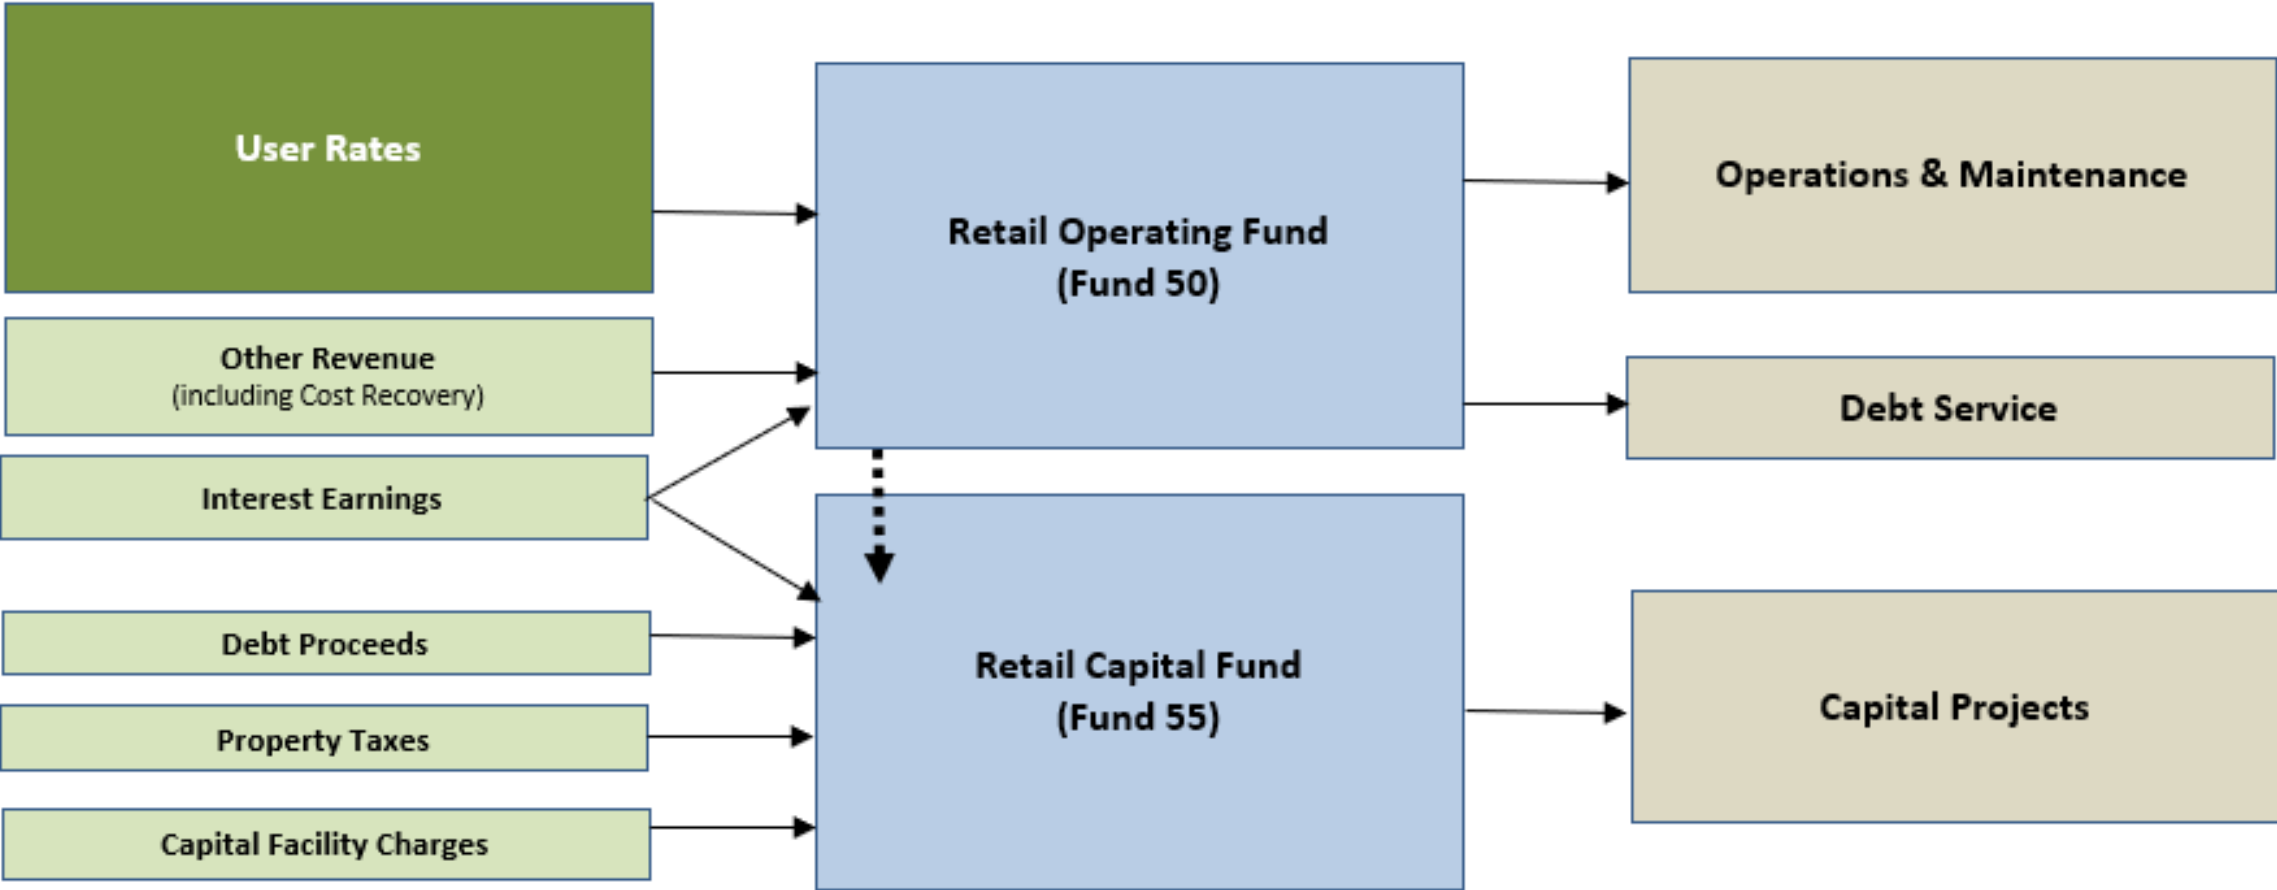 User Rates
Other Revenue
(including Cost Recovery)
Interest Earnings
Debt Proceeds
Property Taxes
Capital Facility Charges
Retail Operating Fund
(Fund 50)
Retail Capital Fund
(Fund 55)
Operations & Maintenance
Debt Service
Capital Projects